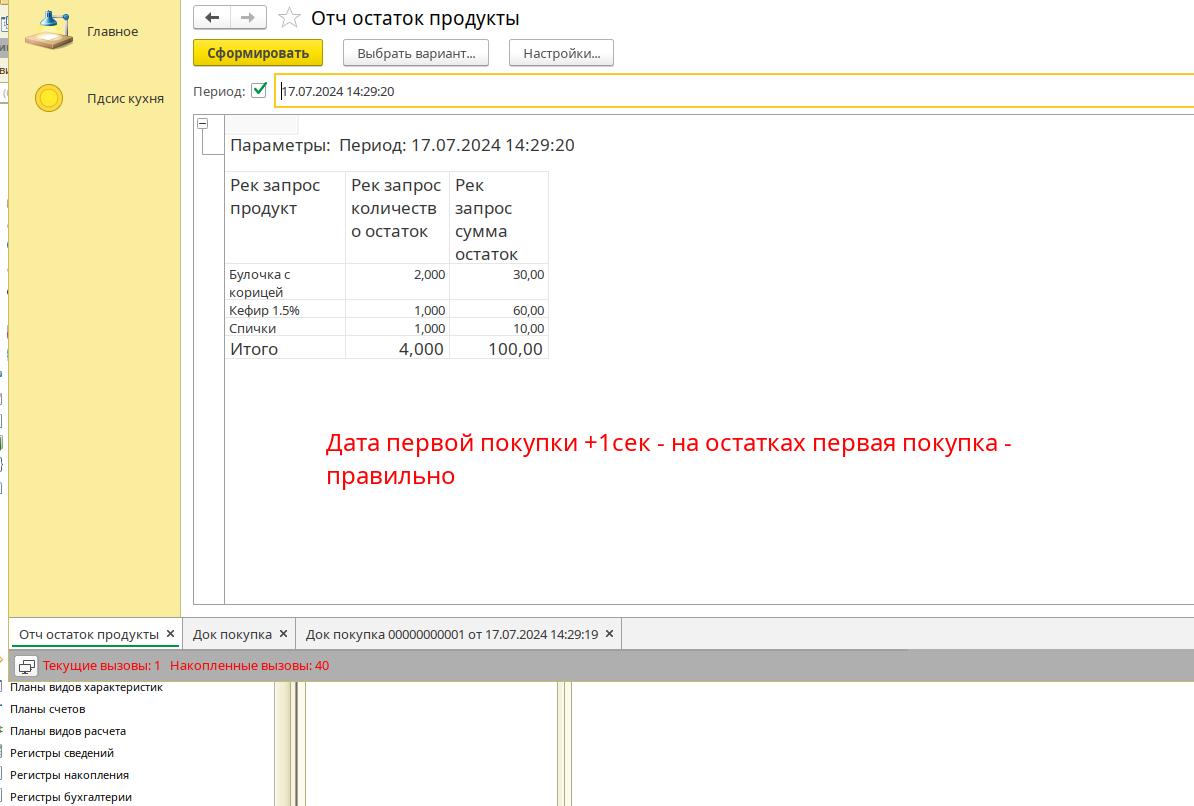 Главное
Пдсис кухня
Отч остаток продукты
Сформировать
Выбрать вариант...
Настройки...
Период:
17.07.2024 14:29:20
Параметры: Период: 17.07.2024 14:29:20
Рек запрос продукт
Рек запрос количеств о остаток
Рек запрос сумма остаток
Булочка с корицей
2,000
30,00
Кефир 1.5%
1,000
60,00
Спички
1,000
10,00
Итого
4,000
100,00
Дата первой покупки +1сек - на остатках первая покупка -
правильно
Отч остаток продукты ×
Док покупка ×
Док покупка 00000000001 от 17.07.2024 14:29:19 ×
Текущие вызовы: 1 Накопленные вызовы: 40
Планы видов характеристик
Планы счетов
Планы видов расчета
Регистры сведений
Регистры накопления
Регистры бухгалтерии